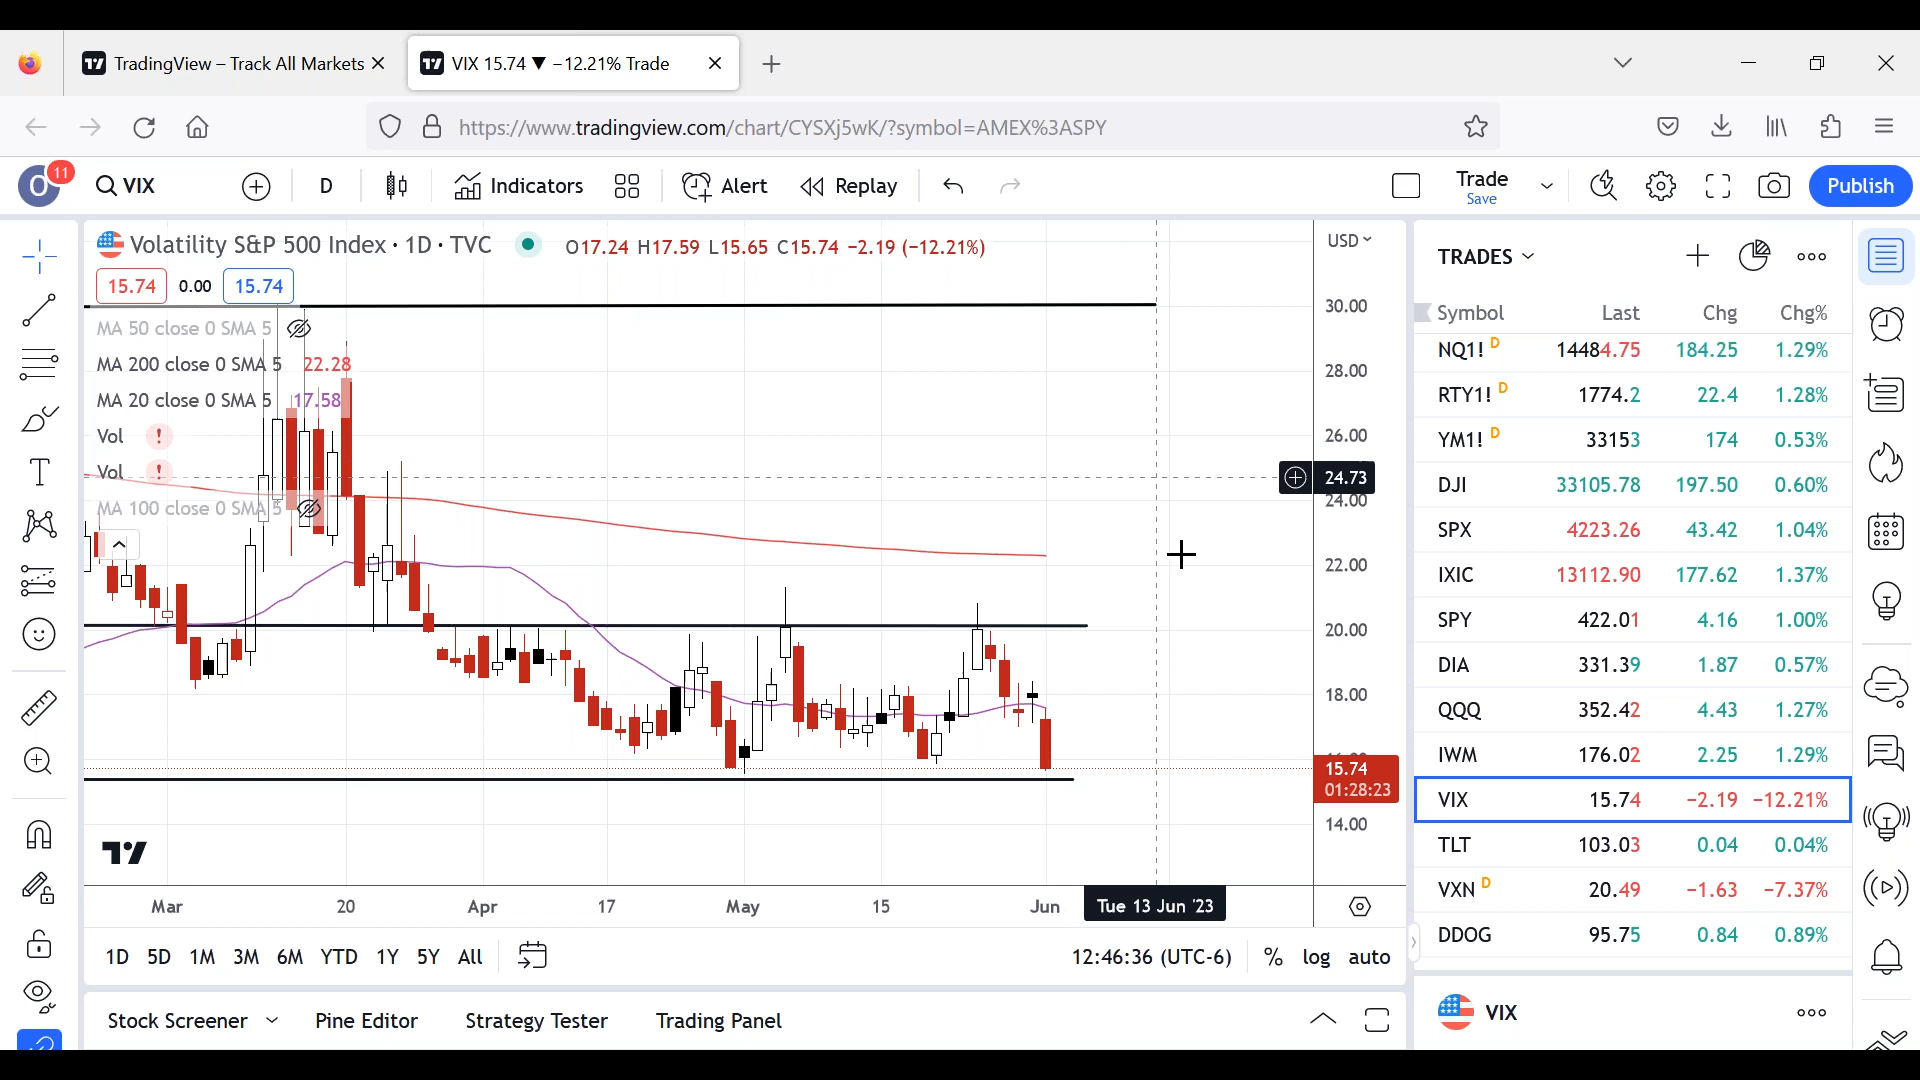 TradingView – Track All Markets
VIX 15.74 ▼ −12.21% Trade
https://www.tradingview.com/chart/CYSXj5wK/?symbol=AMEX%3ASPY
O
11
VIX
D
Indicators
Alert
Replay
Trade
Save
Publish
Volatility S&P 500 Index · 1D · TVC
O17.24 H17.59 L15.65 C15.74 −2.19 (−12.21%)
15.74
0.00
15.74
MA 50 close 0 SMA 5
MA 200 close 0 SMA 5 22.28
MA 20 close 0 SMA 5 17.58
Vol !
Vol !
MA 100 close 0 SMA 5
USD
30.00
28.00
26.00
24.73
24.00
22.00
20.00
18.00
15.74
01:28:23
14.00
Mar
20
Apr
17
May
15
Jun
Tue 13 Jun '23
1D 5D 1M 3M 6M YTD 1Y 5Y All
12:46:36 (UTC-6) % log auto
Stock Screener
Pine Editor
Strategy Tester
Trading Panel
TRADES
Symbol Last Chg Chg%
NQ1! D 14484.75 184.25 1.29%
RTY1! D 1774.2 22.4 1.28%
YM1! D 33153 174 0.53%
DJI 33105.78 197.50 0.60%
SPX 4223.26 43.42 1.04%
IXIC 13112.90 177.62 1.37%
SPY 422.01 4.16 1.00%
DIA 331.39 1.87 0.57%
QQQ 352.42 4.43 1.27%
IWM 176.02 2.25 1.29%
VIX 15.74 −2.19 −12.21%
TLT 103.03 0.04 0.04%
VXN D 20.49 −1.63 −7.37%
DDOG 95.75 0.84 0.89%
VIX